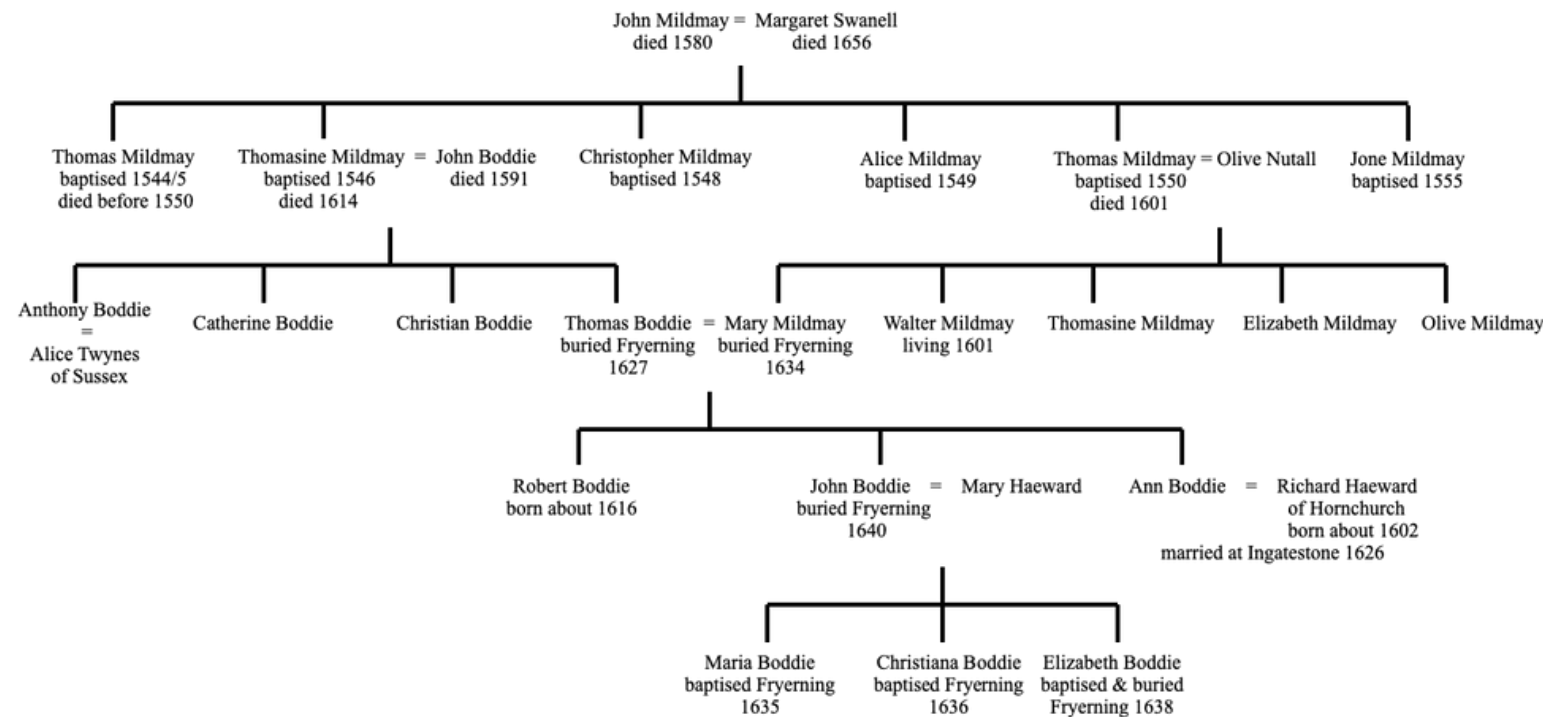 John Mildmay = Margaret Swanell
died 1580 died 1656
Thomas Mildmay
baptised 1544/5
died before 1550
Thomasine Mildmay = John Boddie
baptised 1546 died 1591
died 1614
Christopher Mildmay
baptised 1548
Alice Mildmay
baptised 1549
Thomas Mildmay = Olive Nutall
baptised 1550
died 1601
Jone Mildmay
baptised 1555
Anthony Boddie
=
Alice Twynes
of Sussex
Catherine Boddie
Christian Boddie
Thomas Boddie = Mary Mildmay
buried Fryerning buried Fryerning
1627 1634
Walter Mildmay
living 1601
Thomasine Mildmay
Elizabeth Mildmay
Olive Mildmay
Robert Boddie
born about 1616
John Boddie = Mary Haeward
buried Fryerning
1640
Ann Boddie = Richard Haeward
of Hornchurch
born about 1602
married at Ingatestone 1626
Maria Boddie
baptised Fryerning
1635
Christiana Boddie
baptised Fryerning
1636
Elizabeth Boddie
baptised & buried
Fryerning 1638